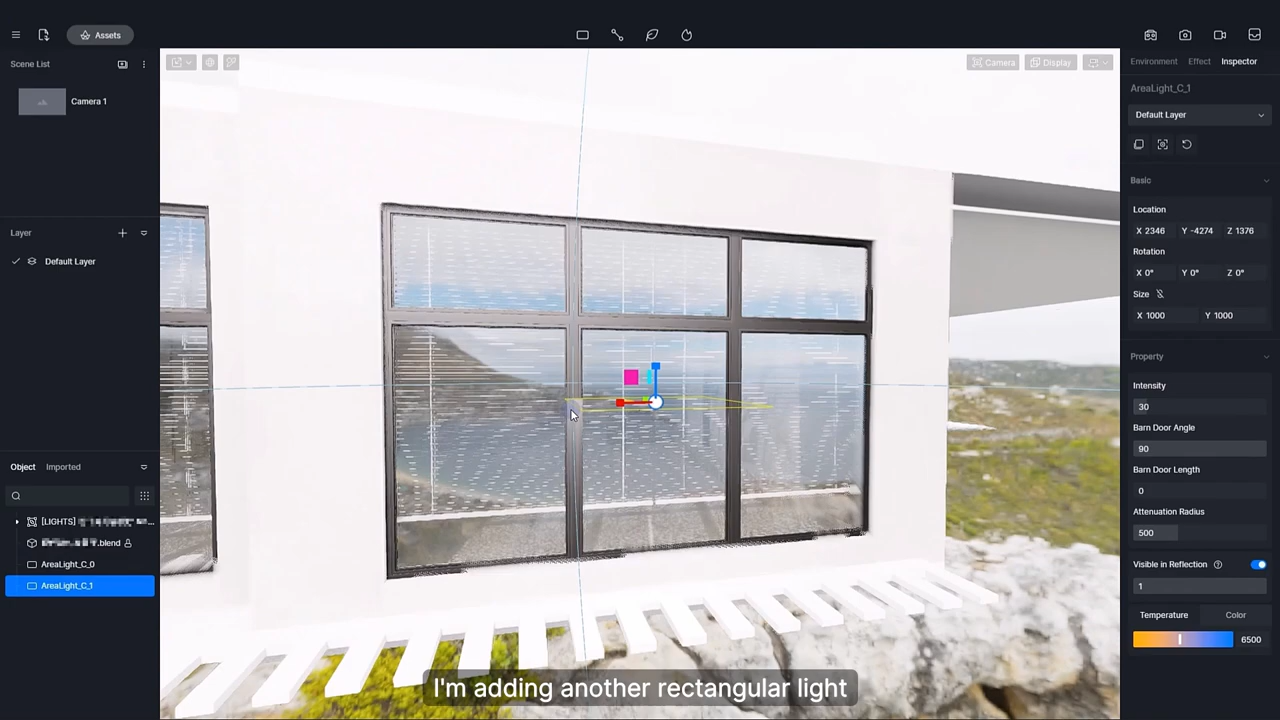 Assets
Scene List
Camera 1
Layer
Default Layer
Object Imported
[LIGHTS] ...
.blend
AreaLight_C_0
AreaLight_C_1
Camera
Display
Environment Effect Inspector
AreaLight_C_1
Default Layer
Basic
Location
X 2346 Y -4274 Z 1376
Rotation
X 0° Y 0° Z 0°
Size
X 1000 Y 1000
Property
Intensity
30
Barn Door Angle
90
Barn Door Length
0
Attenuation Radius
500
Visible in Reflection ?
1
Temperature Color
6500
I'm adding another rectangular light